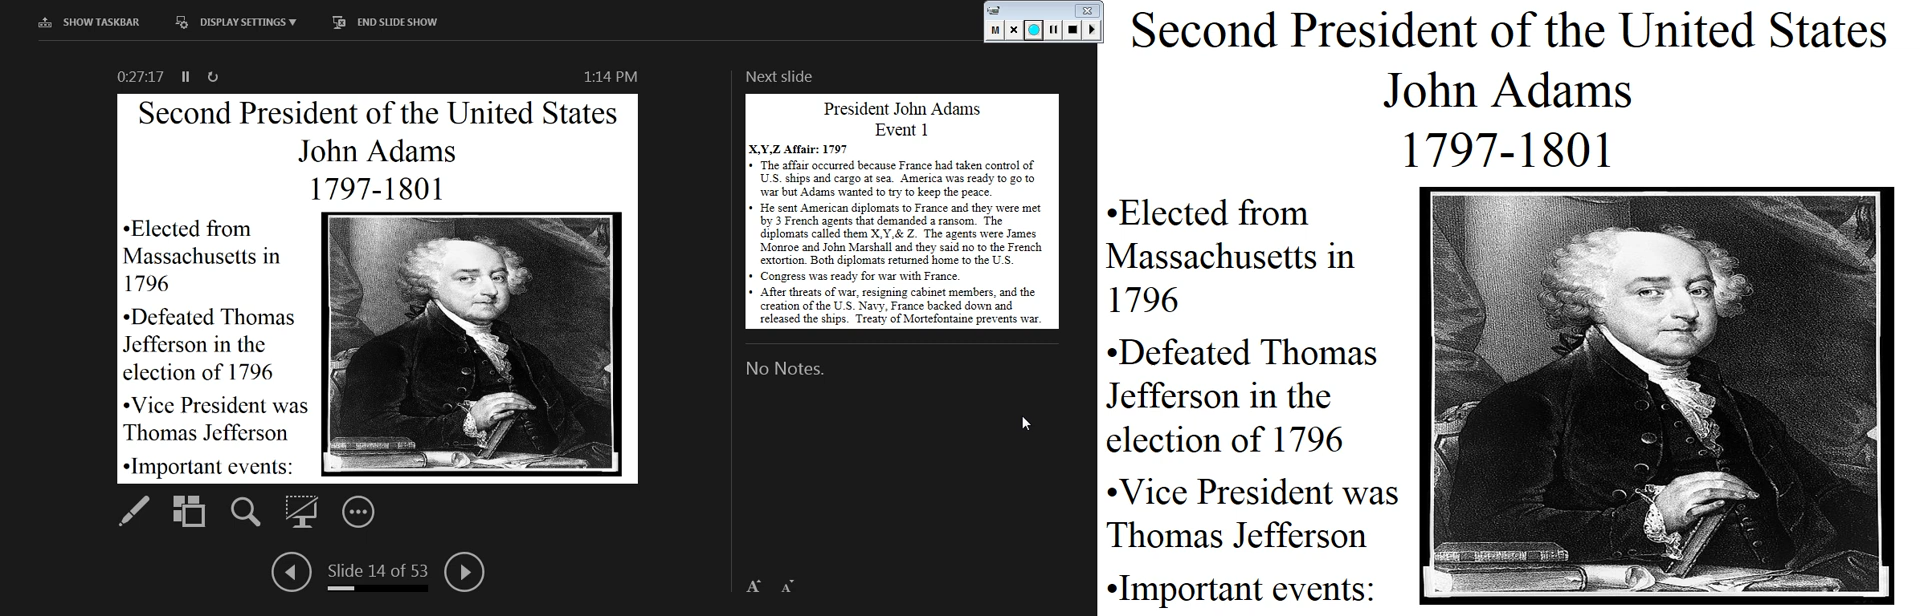 SHOW TASKBAR
DISPLAY SETTINGS ▾
END SLIDE SHOW
0:27:17
1:14 PM
Second President of the United States
John Adams
1797-1801
•Elected from
Massachusetts in
1796
•Defeated Thomas
Jefferson in the
election of 1796
•Vice President was
Thomas Jefferson
•Important events:
Slide 14 of 53
Next slide
President John Adams
Event 1
X,Y,Z Affair: 1797
• The affair occurred because France had taken control of
U.S. ships and cargo at sea. America was ready to go to
war but Adams wanted to try to keep the peace.
• He sent American diplomats to France and they were met
by 3 French agents that demanded a ransom. The
diplomats called them X,Y,& Z. The agents were James
Monroe and John Marshall and they said no to the French
extortion. Both diplomats returned home to the U.S.
• Congress was ready for war with France.
• After threats of war, resigning cabinet members, and the
creation of the U.S. Navy, France backed down and
released the ships. Treaty of Mortefontaine prevents war.
No Notes.
A A
M
Second President of the United States
John Adams
1797-1801
•Elected from
Massachusetts in
1796
•Defeated Thomas
Jefferson in the
election of 1796
•Vice President was
Thomas Jefferson
•Important events: